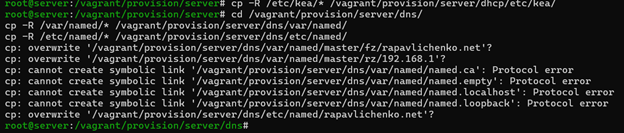 root@server:/vagrant/provision/server# cp -R /etc/kea/* /vagrant/provision/server/dhcp/etc/kea/
root@server:/vagrant/provision/server# cd /vagrant/provision/server/dns/
cp -R /var/named/* /vagrant/provision/server/dns/var/named/
cp -R /etc/named/* /vagrant/provision/server/dns/etc/named/
cp: overwrite '/vagrant/provision/server/dns/var/named/master/fz/rapavlichenko.net'?
cp: overwrite '/vagrant/provision/server/dns/var/named/master/rz/192.168.1'?
cp: cannot create symbolic link '/vagrant/provision/server/dns/var/named/named.ca': Protocol error
cp: cannot create symbolic link '/vagrant/provision/server/dns/var/named/named.empty': Protocol error
cp: cannot create symbolic link '/vagrant/provision/server/dns/var/named/named.localhost': Protocol error
cp: cannot create symbolic link '/vagrant/provision/server/dns/var/named/named.loopback': Protocol error
cp: overwrite '/vagrant/provision/server/dns/etc/named/rapavlichenko.net'?
root@server:/vagrant/provision/server/dns#